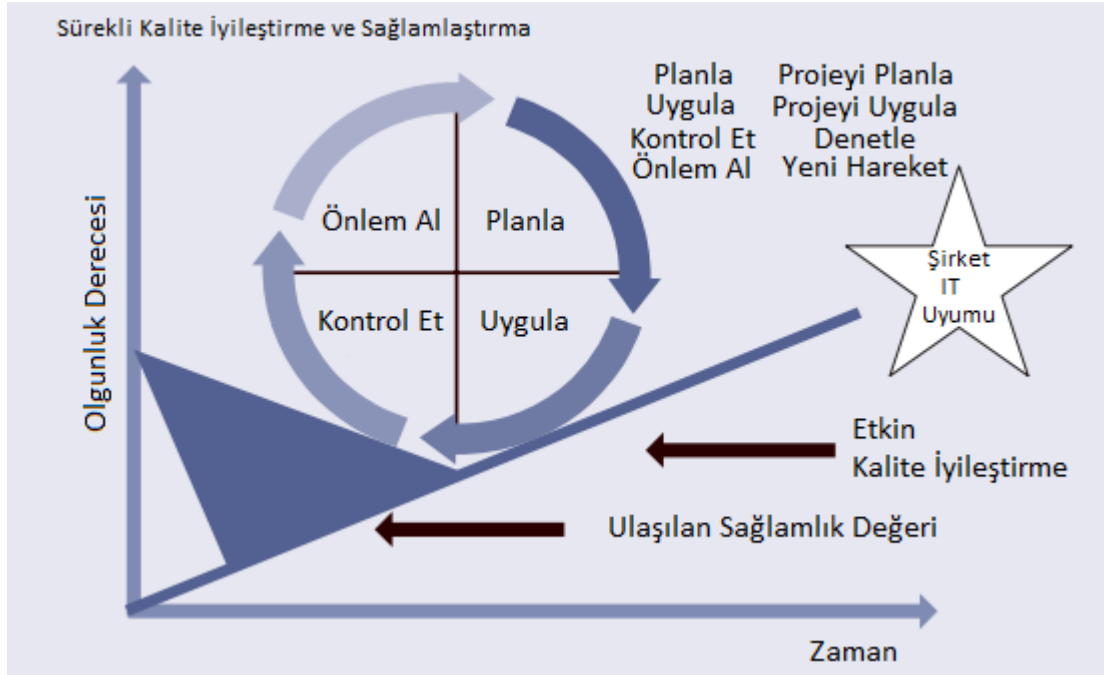 Sürekli Kalite İyileştirme ve Sağlamlaştırma
Planla
Uygula
Kontrol Et
Önlem Al
Projeyi Planla
Projeyi Uygula
Denetle
Yeni Hareket
Olgunluk Derecesi
Önlem Al
Planla
Kontrol Et
Uygula
Şirket
IT
Uyumu
Etkin
Kalite İyileştirme
Ulaşılan Sağlamlık Değeri
Zaman